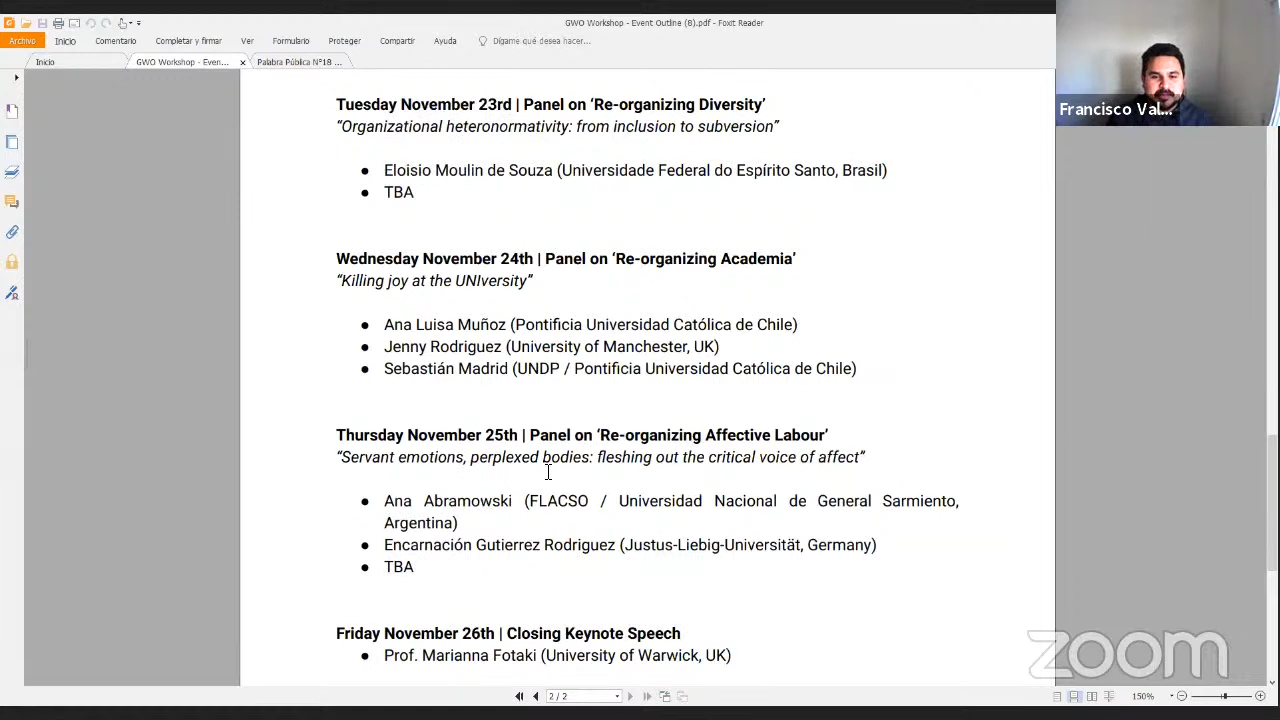 GWO Workshop - Event Outline (8).pdf - Foxit Reader
Archivo Inicio Comentario Completar y firmar Ver Formulario Proteger Compartir Ayuda Dígame qué desea hacer...
Inicio GWO Workshop - Even... Palabra Pública N°18 ...
Francisco Val...
Tuesday November 23rd | Panel on ‘Re-organizing Diversity’
“Organizational heteronormativity: from inclusion to subversion”
● Eloisio Moulin de Souza (Universidade Federal do Espírito Santo, Brasil)
● TBA
Wednesday November 24th | Panel on ‘Re-organizing Academia’
“Killing joy at the UNIversity”
● Ana Luisa Muñoz (Pontificia Universidad Católica de Chile)
● Jenny Rodriguez (University of Manchester, UK)
● Sebastián Madrid (UNDP / Pontificia Universidad Católica de Chile)
Thursday November 25th | Panel on ‘Re-organizing Affective Labour’
“Servant emotions, perplexed bodies: fleshing out the critical voice of affect”
● Ana Abramowski (FLACSO / Universidad Nacional de General Sarmiento,
Argentina)
● Encarnación Gutierrez Rodriguez (Justus-Liebig-Universität, Germany)
● TBA
Friday November 26th | Closing Keynote Speech
● Prof. Marianna Fotaki (University of Warwick, UK)
zoom
2 / 2
150%